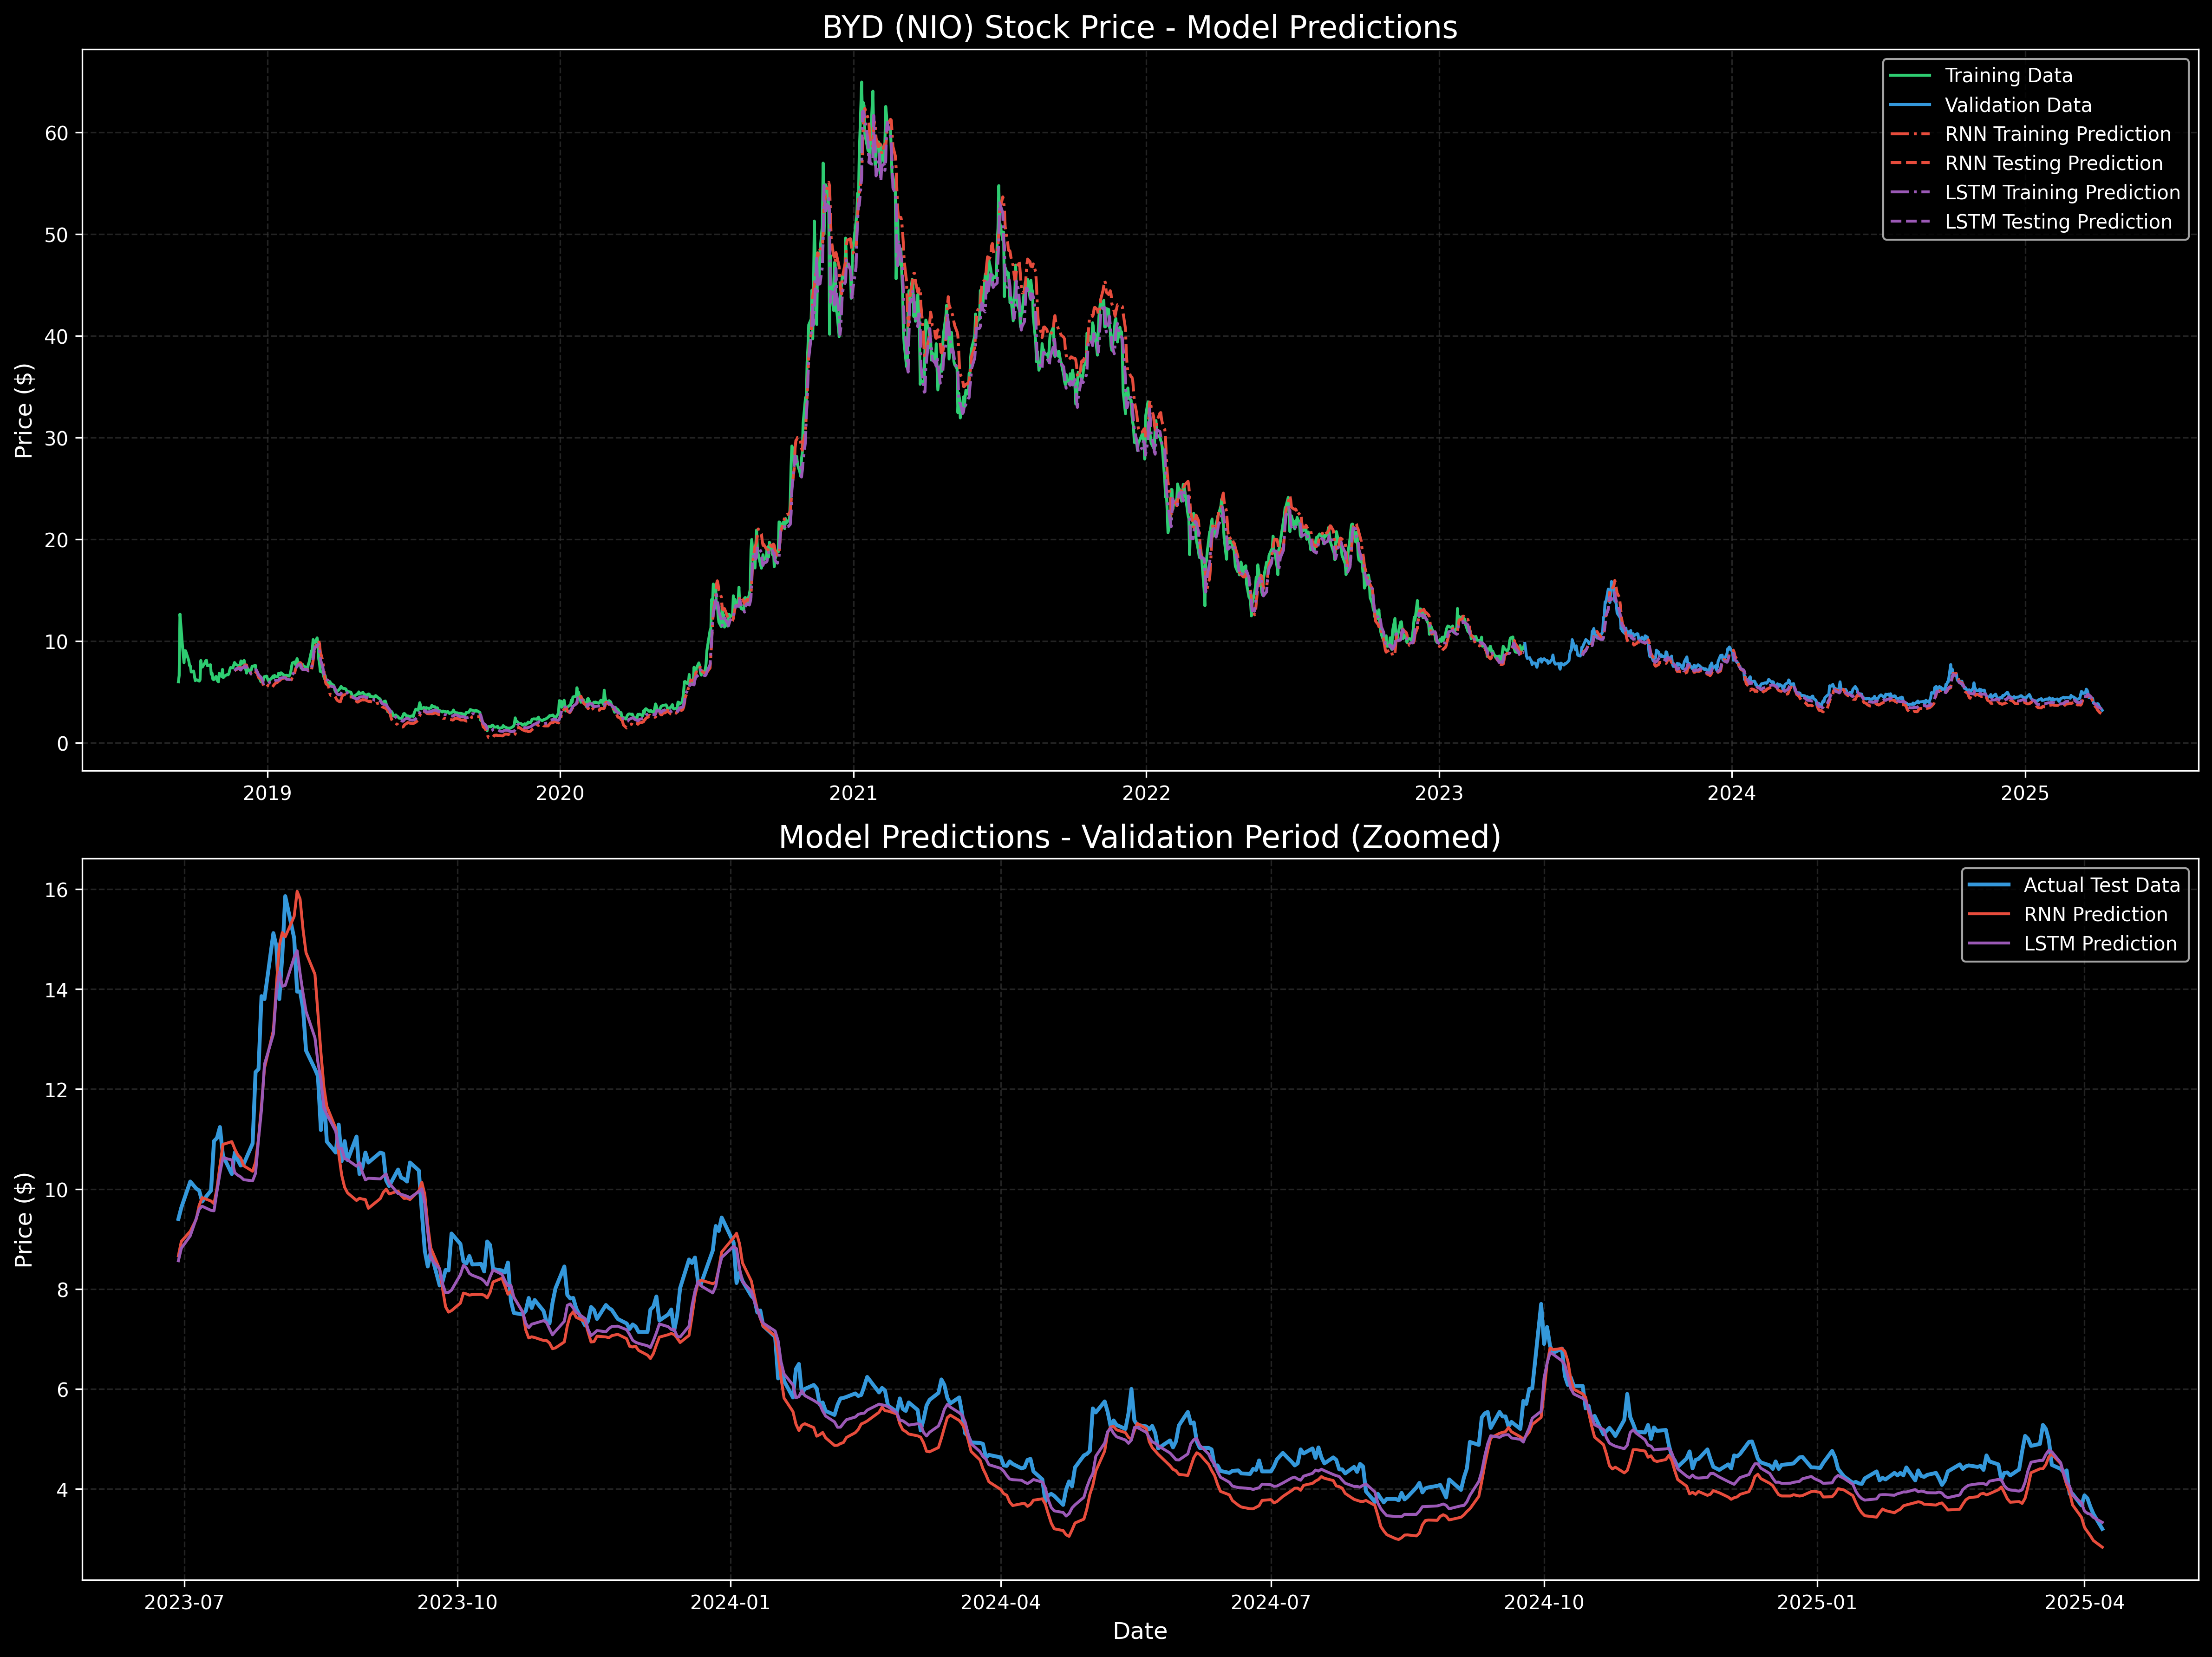 BYD (NIO) Stock Price - Model Predictions
Price ($)
60
50
40
30
20
10
0
Training Data
Validation Data
RNN Training Prediction
RNN Testing Prediction
LSTM Training Prediction
LSTM Testing Prediction
2019 2020 2021 2022 2023 2024 2025
Model Predictions - Validation Period (Zoomed)
Price ($)
16
14
12
10
8
6
4
Actual Test Data
RNN Prediction
LSTM Prediction
2023-07 2023-10 2024-01 2024-04 2024-07 2024-10 2025-01 2025-04
Date